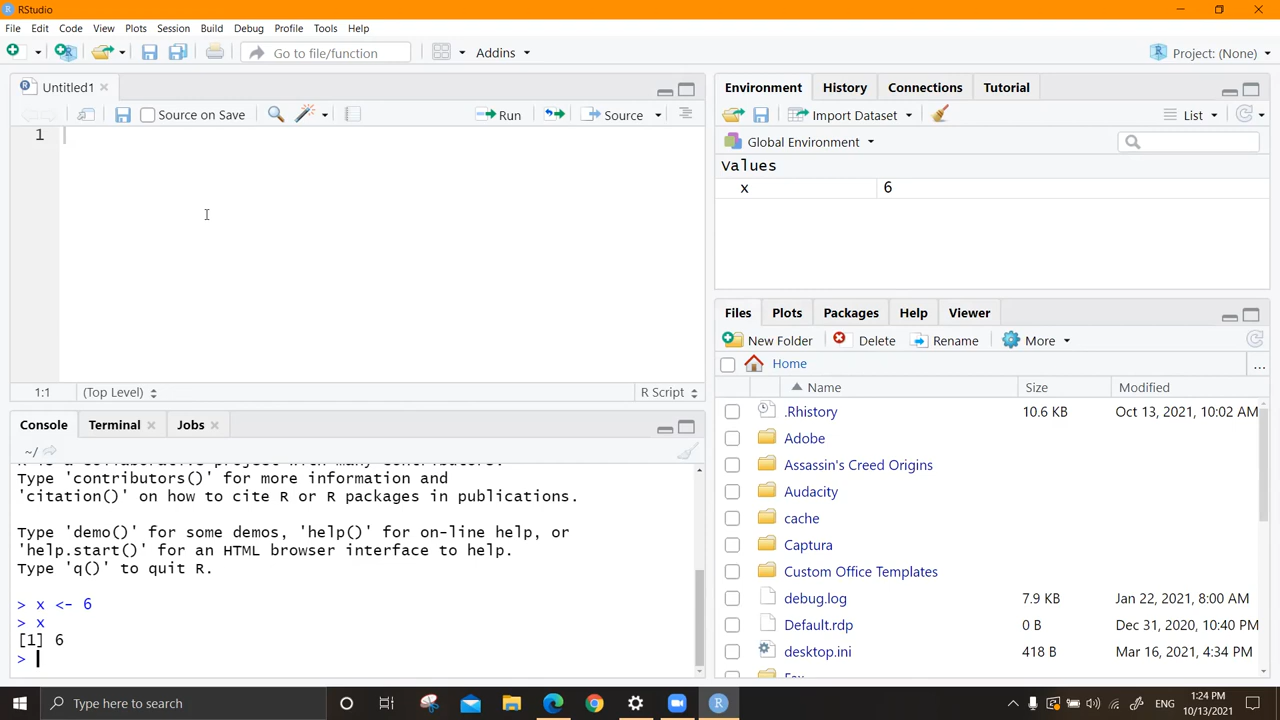 RStudio
File Edit Code View Plots Session Build Debug Profile Tools Help
Go to file/function Addins Project: (None)
Untitled1
Source on Save Run Source
1
1:1 (Top Level) R Script
Console Terminal Jobs
~/
Type 'contributors()' for more information and
'citation()' on how to cite R or R packages in publications.
Type 'demo()' for some demos, 'help()' for on-line help, or
'help.start()' for an HTML browser interface to help.
Type 'q()' to quit R.
> x <- 6
> x
[1] 6
>
Environment History Connections Tutorial
Import Dataset List
Global Environment
Values
x 6
Files Plots Packages Help Viewer
New Folder Delete Rename More
Home ...
Name Size Modified
.Rhistory 10.6 KB Oct 13, 2021, 10:02 AM
Adobe
Assassin's Creed Origins
Audacity
cache
Captura
Custom Office Templates
debug.log 7.9 KB Jan 22, 2021, 8:00 AM
Default.rdp 0 B Dec 31, 2020, 10:40 PM
desktop.ini 418 B Mar 16, 2021, 4:34 PM
Type here to search
ENG
1:24 PM
10/13/2021